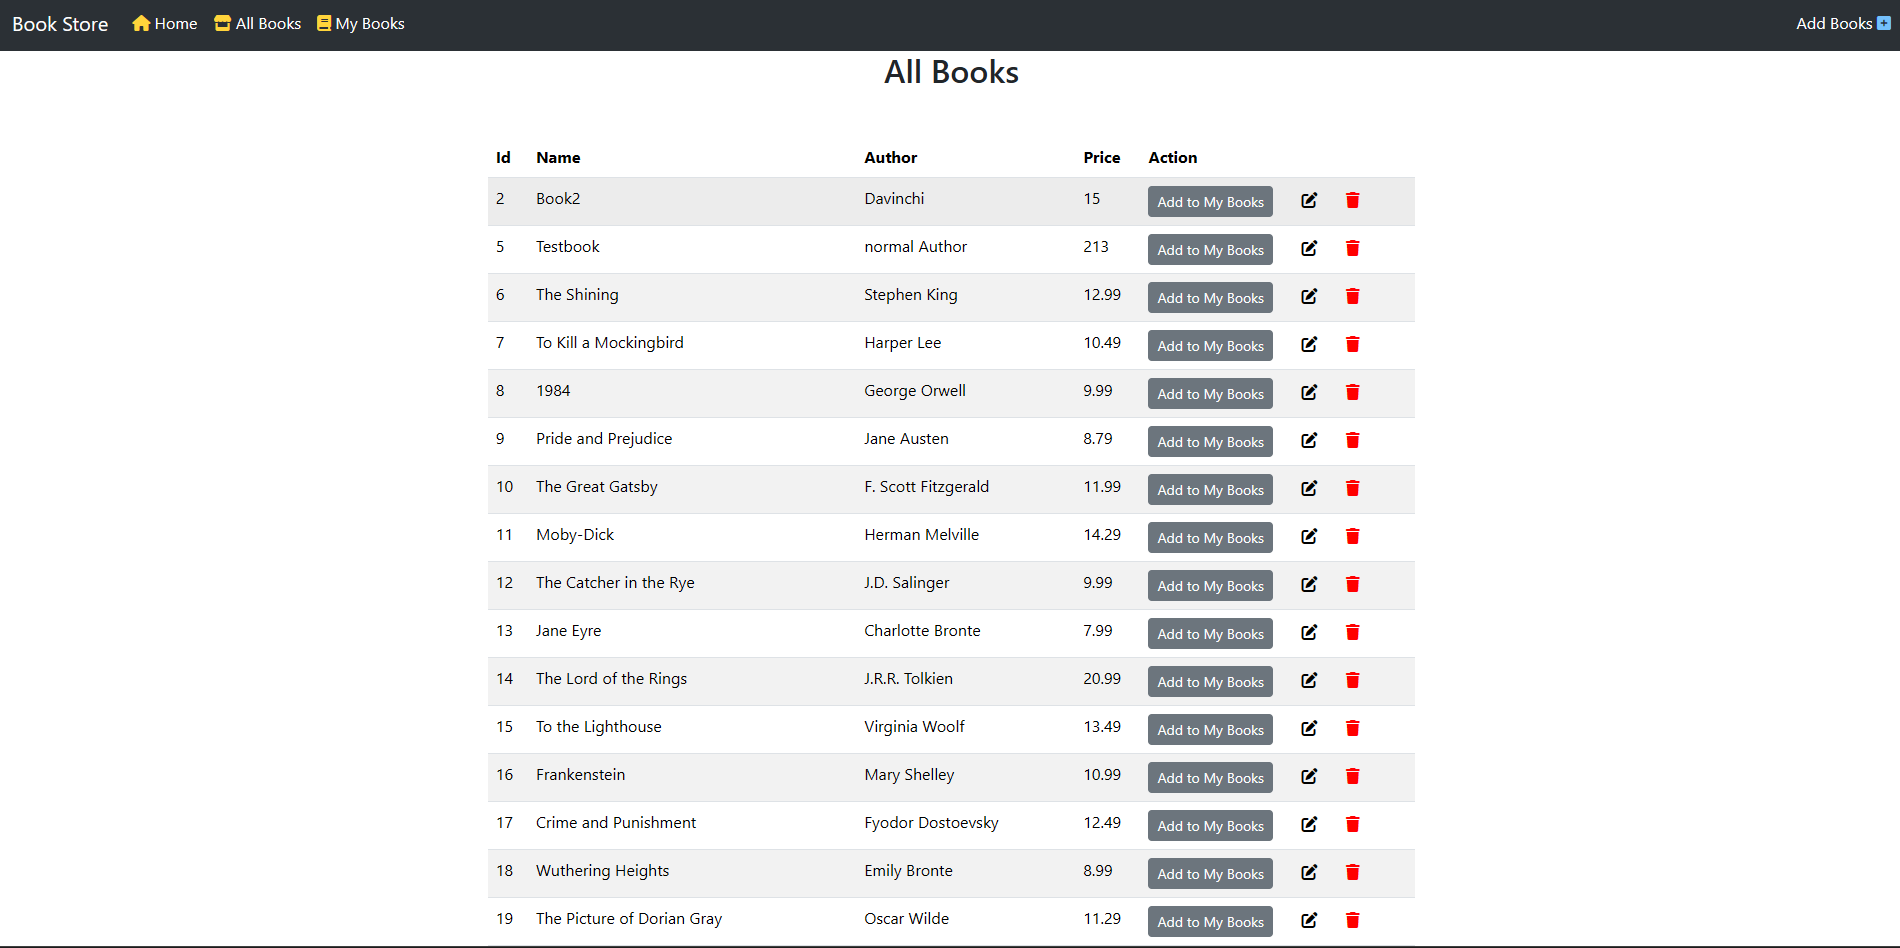 Book Store Home All Books My Books Add Books
All Books
Id Name Author Price Action
2 Book2 Davinchi 15 Add to My Books
5 Testbook normal Author 213 Add to My Books
6 The Shining Stephen King 12.99 Add to My Books
7 To Kill a Mockingbird Harper Lee 10.49 Add to My Books
8 1984 George Orwell 9.99 Add to My Books
9 Pride and Prejudice Jane Austen 8.79 Add to My Books
10 The Great Gatsby F. Scott Fitzgerald 11.99 Add to My Books
11 Moby-Dick Herman Melville 14.29 Add to My Books
12 The Catcher in the Rye J.D. Salinger 9.99 Add to My Books
13 Jane Eyre Charlotte Bronte 7.99 Add to My Books
14 The Lord of the Rings J.R.R. Tolkien 20.99 Add to My Books
15 To the Lighthouse Virginia Woolf 13.49 Add to My Books
16 Frankenstein Mary Shelley 10.99 Add to My Books
17 Crime and Punishment Fyodor Dostoevsky 12.49 Add to My Books
18 Wuthering Heights Emily Bronte 8.99 Add to My Books
19 The Picture of Dorian Gray Oscar Wilde 11.29 Add to My Books